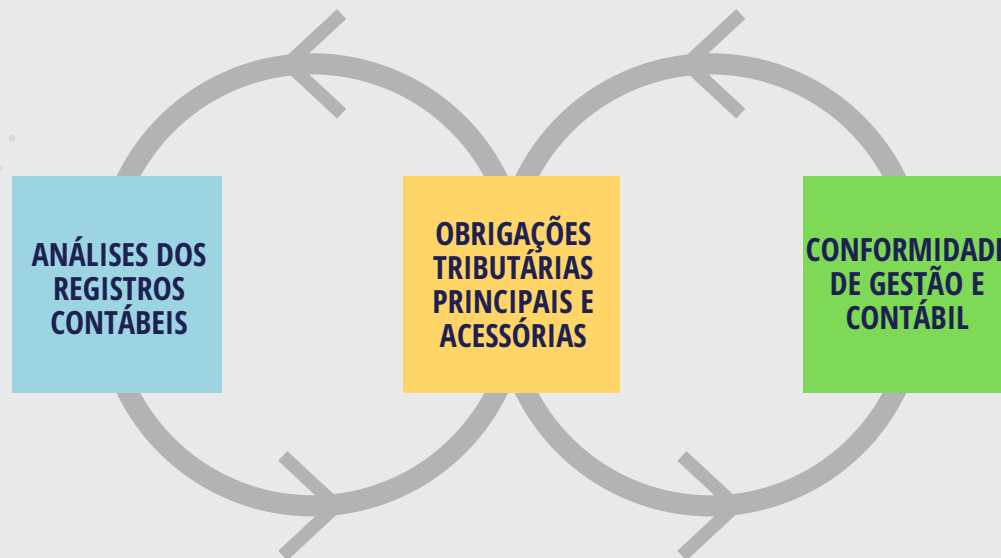 ANÁLISES DOS
REGISTROS
CONTÁBEIS
OBRIGAÇÕES
TRIBUTÁRIAS
PRINCIPAIS E
ACESSÓRIAS
CONFORMIDADE
DE GESTÃO E
CONTÁBIL